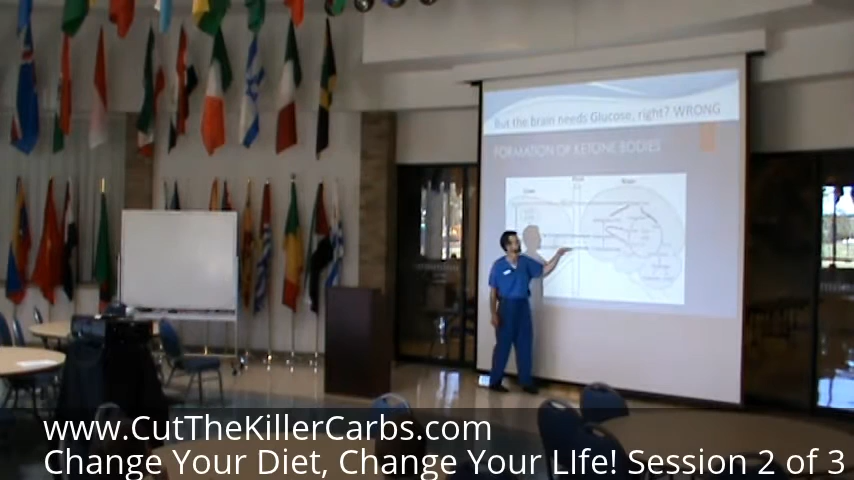 But the brain needs Glucose, right? WRONG
FORMATION OF KETONE BODIES
www.CutTheKillerCarbs.com
Change Your Diet, Change Your LIfe! Session 2 of 3